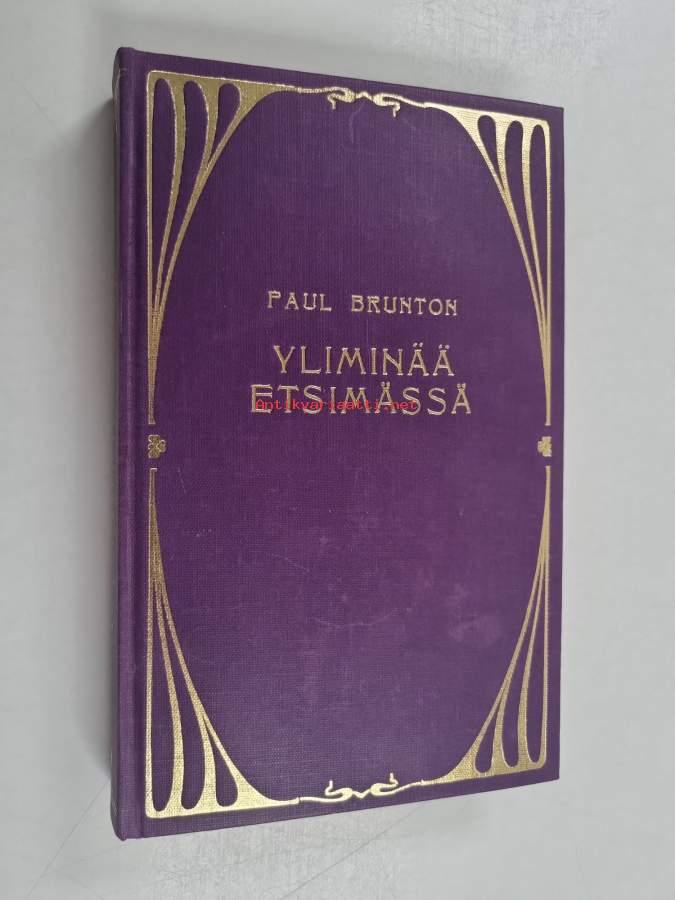 PAUL BRUNTON
YLIMINÄÄ
ETSIMÄSSÄ
Antikvariaatti.net